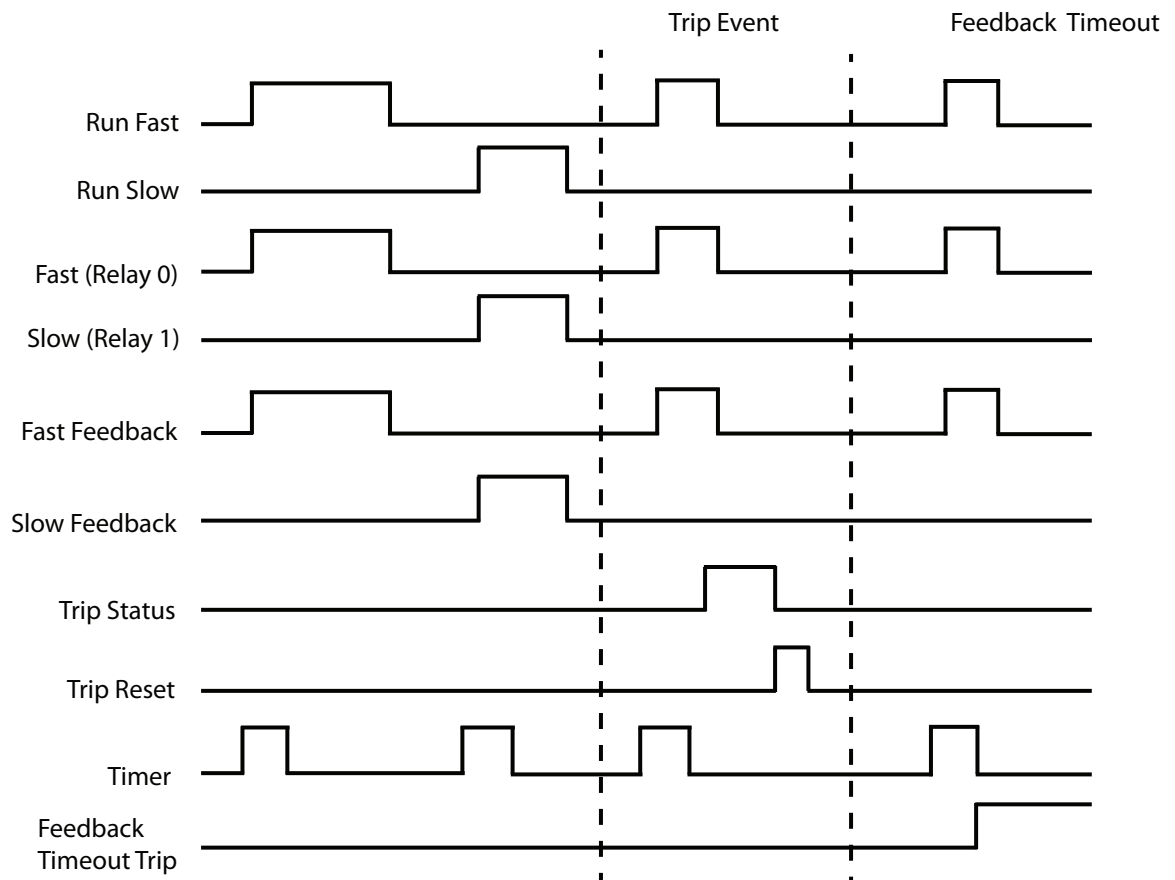 Trip Event
Feedback Timeout
Run Fast
Run Slow
Fast (Relay 0)
Slow (Relay 1)
Fast Feedback
Slow Feedback
Trip Status
Trip Reset
Timer
Feedback
Timeout Trip